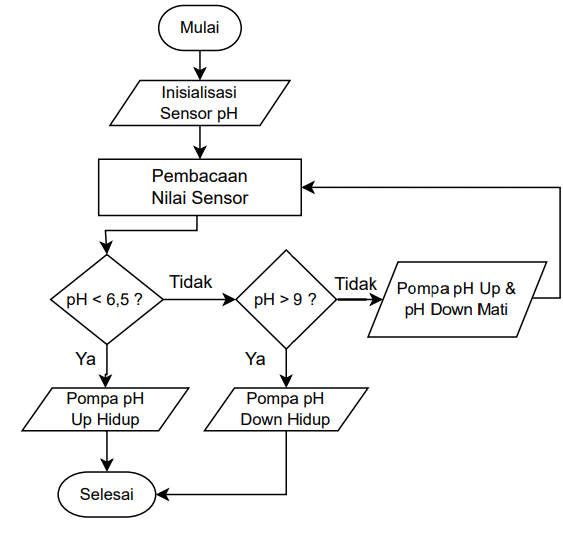 Mulai
Inisialisasi
Sensor pH
Pembacaan
Nilai Sensor
pH < 6,5 ?
Tidak
pH > 9 ?
Tidak
Pompa pH Up &
pH Down Mati
Ya
Ya
Pompa pH
Up Hidup
Pompa pH
Down Hidup
Selesai